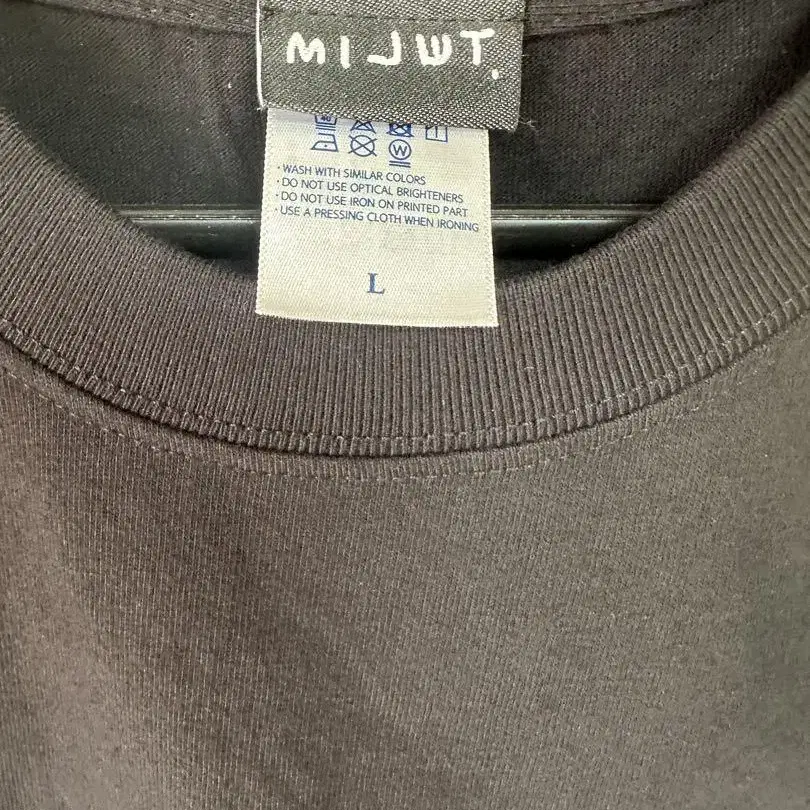 MIJWT.
W
· WASH WITH SIMILAR COLORS
· DO NOT USE OPTICAL BRIGHTENERS
· DO NOT USE IRON ON PRINTED PART
· USE A PRESSING CLOTH WHEN IRONING
L